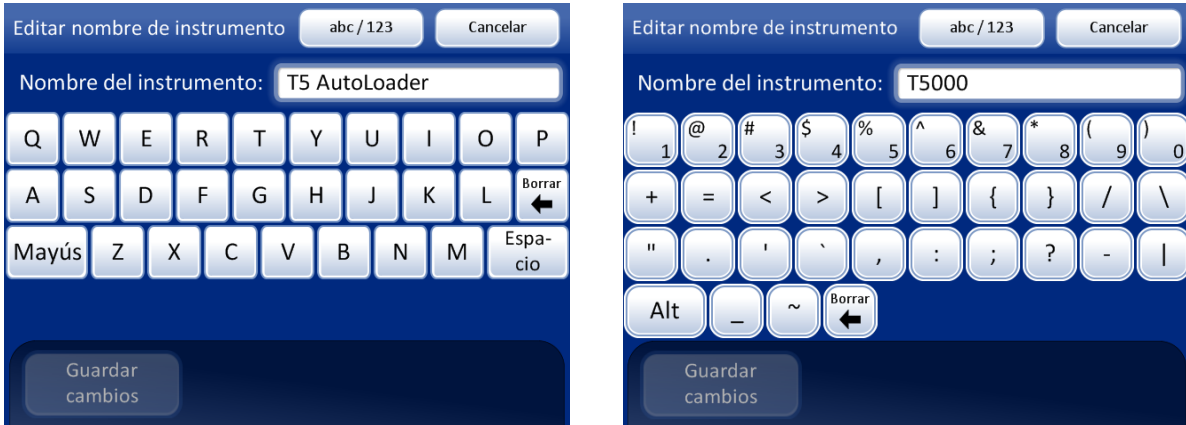 Editar nombre de instrumento abc / 123 Cancelar
Nombre del instrumento: T5 AutoLoader
Q W E R T Y U I O P
A S D F G H J K L Borrar
Mayús Z X C V B N M Espa-
cio
Guardar
cambios
Editar nombre de instrumento abc / 123 Cancelar
Nombre del instrumento: T5000
! 1 @ 2 # 3 $ 4 % 5 ^ 6 & 7 * 8 ( 9 ) 0
+ = < > [ ] { } / \
" . ' ` , : ; ? - |
Alt _ ~ Borrar
Guardar
cambios